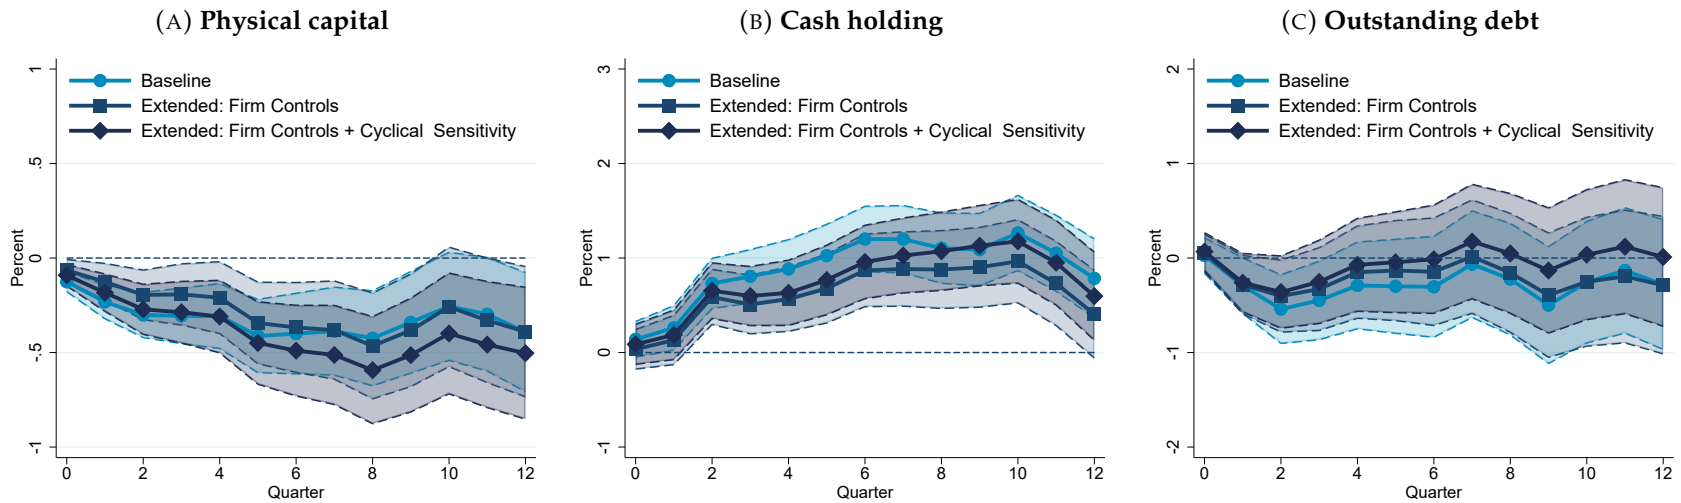 (A) Physical capital
1
.5
0
-.5
-1
Percent
Baseline
Extended: Firm Controls
Extended: Firm Controls + Cyclical Sensitivity
0 2 4 6 8 10 12
Quarter
(B) Cash holding
3
2
1
0
-1
Percent
Baseline
Extended: Firm Controls
Extended: Firm Controls + Cyclical Sensitivity
0 2 4 6 8 10 12
Quarter
(C) Outstanding debt
2
1
0
-1
-2
Percent
Baseline
Extended: Firm Controls
Extended: Firm Controls + Cyclical Sensitivity
0 2 4 6 8 10 12
Quarter